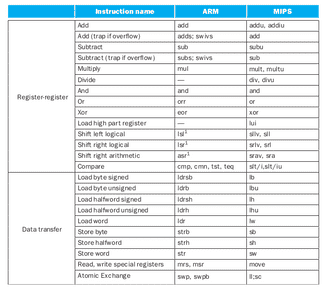 Instruction name ARM MIPS
Register-register
Add add addu, addiu
Add (trap if overflow) adds; swivs add
Subtract sub subu
Subtract (trap if overflow) subs; swivs sub
Multiply mul mult, multu
Divide — div, divu
And and and
Or orr or
Xor eor xor
Load high part register — lui
Shift left logical lsl¹ sllv, sll
Shift right logical lsr¹ srlv, srl
Shift right arithmetic asr¹ srav, sra
Compare cmp, cmn, tst, teq slt/i,slt/iu
Data transfer
Load byte signed ldrsb lb
Load byte unsigned ldrb lbu
Load halfword signed ldrsh lh
Load halfword unsigned ldrh lhu
Load word ldr lw
Store byte strb sb
Store halfword strh sh
Store word str sw
Read, write special registers mrs, msr move
Atomic Exchange swp, swpb ll;sc